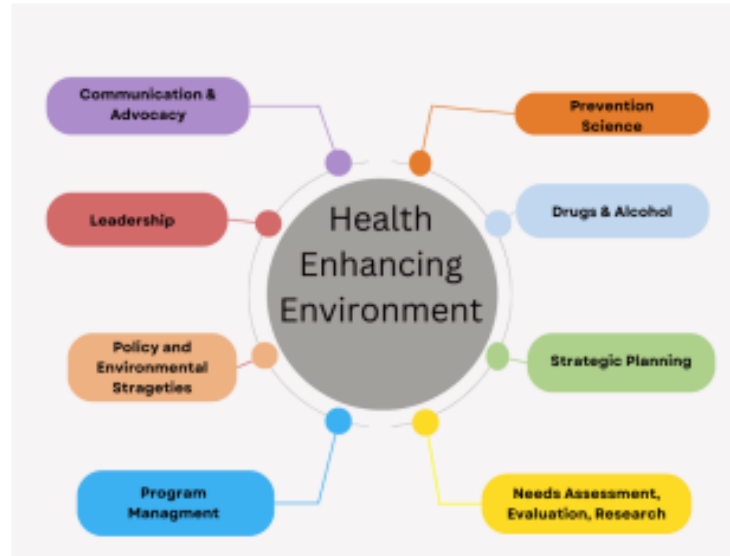 Communication &
Advocacy
Prevention
Science
Leadership
Drugs & Alcohol
Health
Enhancing
Environment
Policy and
Environmental
Strageties
Strategic Planning
Program
Managment
Needs Assessment,
Evaluation, Research